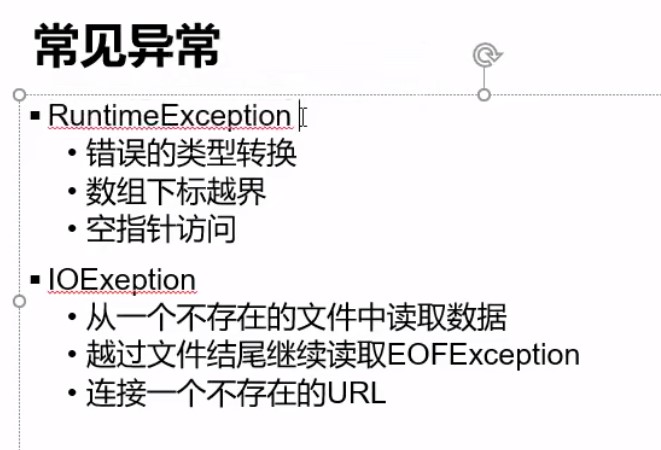 常见异常
▪ RuntimeException
• 错误的类型转换
• 数组下标越界
• 空指针访问
▪ IOExeption
• 从一个不存在的文件中读取数据
• 越过文件结尾继续读取EOFException
• 连接一个不存在的URL